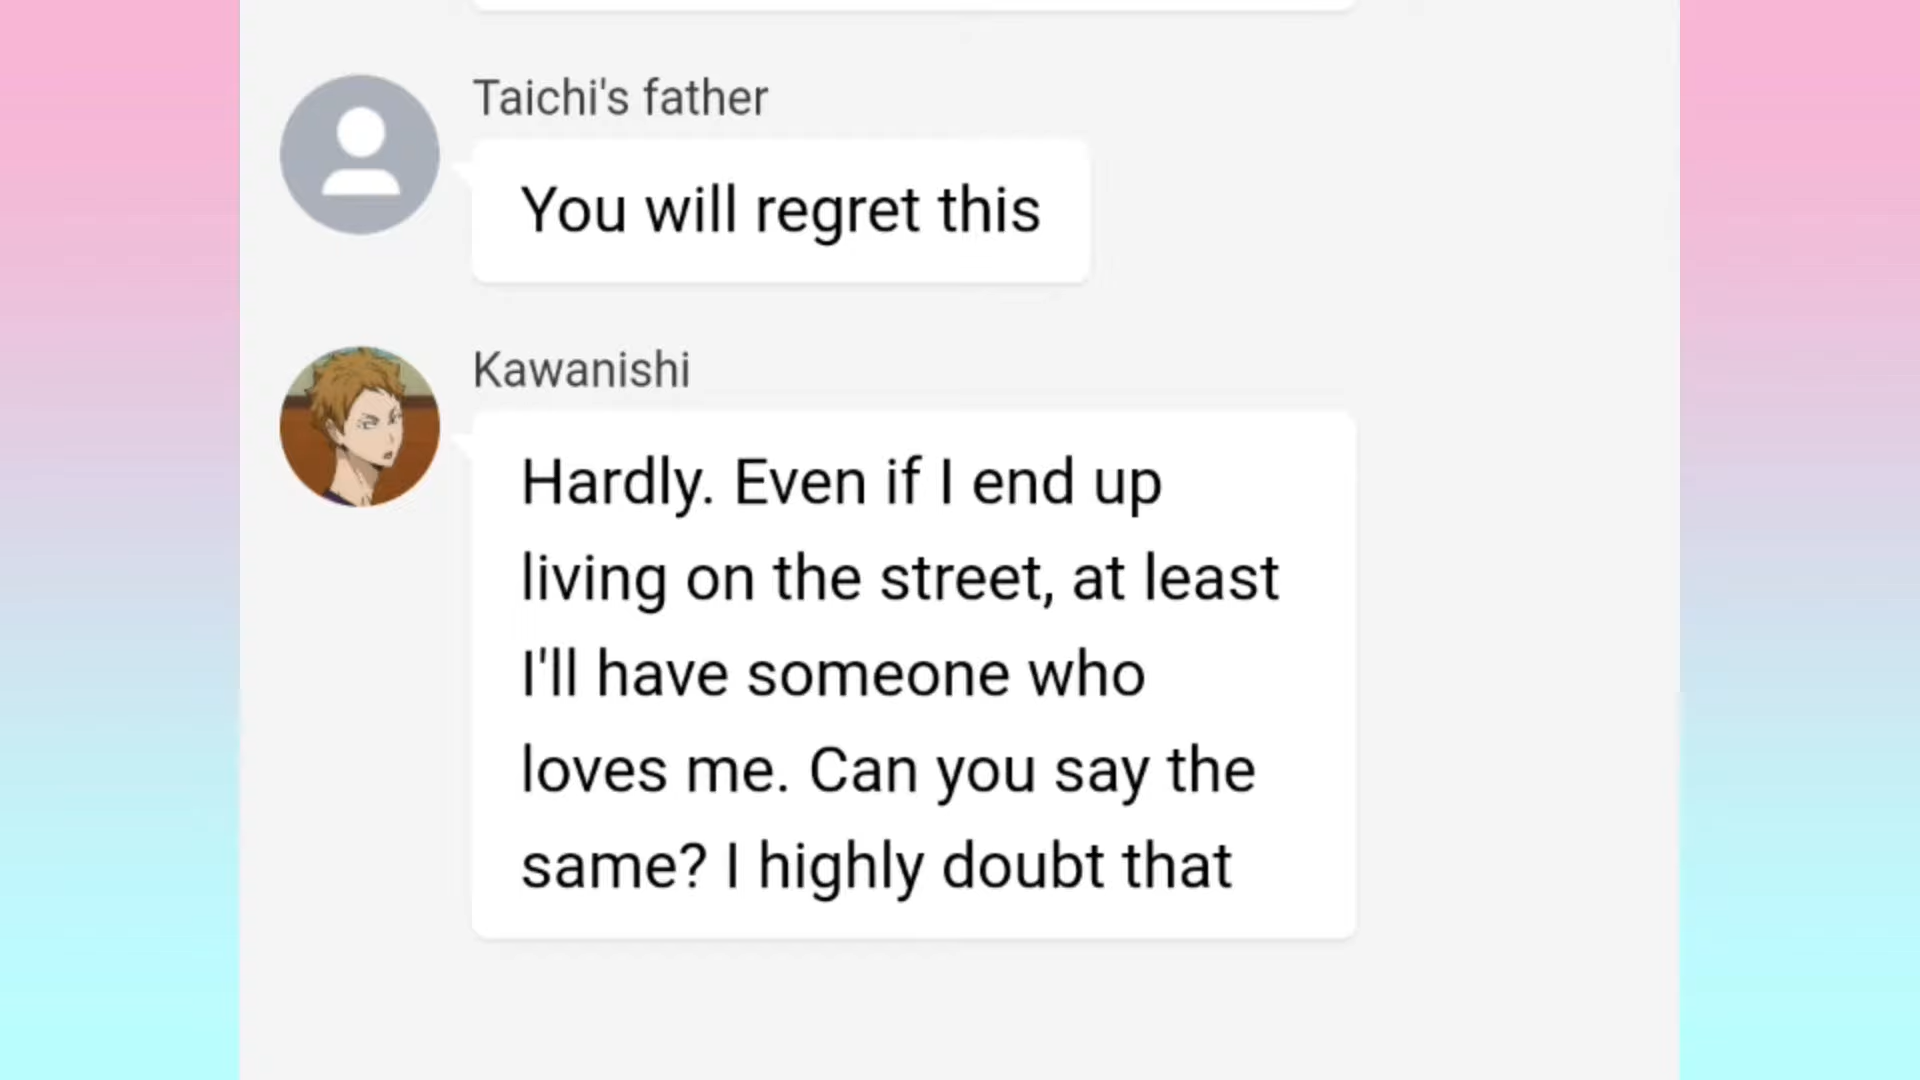 Taichi's father
You will regret this
Kawanishi
Hardly. Even if I end up
living on the street, at least
I'll have someone who
loves me. Can you say the
same? I highly doubt that